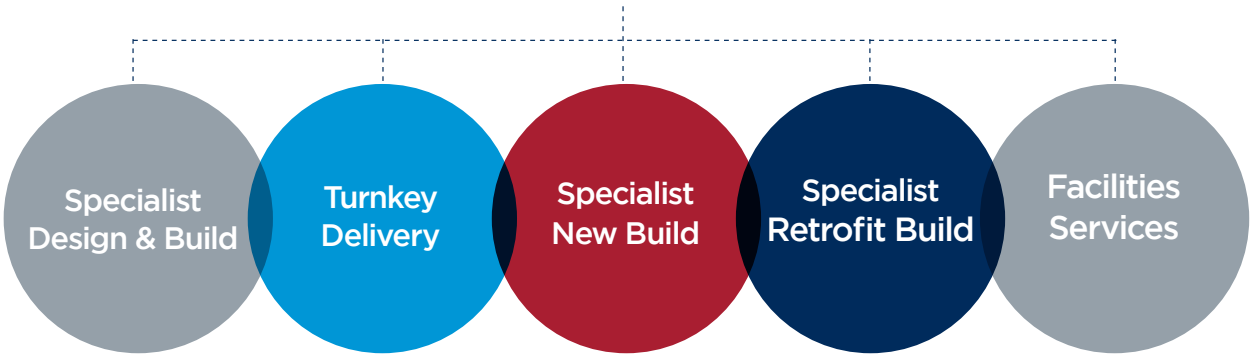 Specialist
Design & Build
Turnkey
Delivery
Specialist
New Build
Specialist
Retrofit Build
Facilities
Services